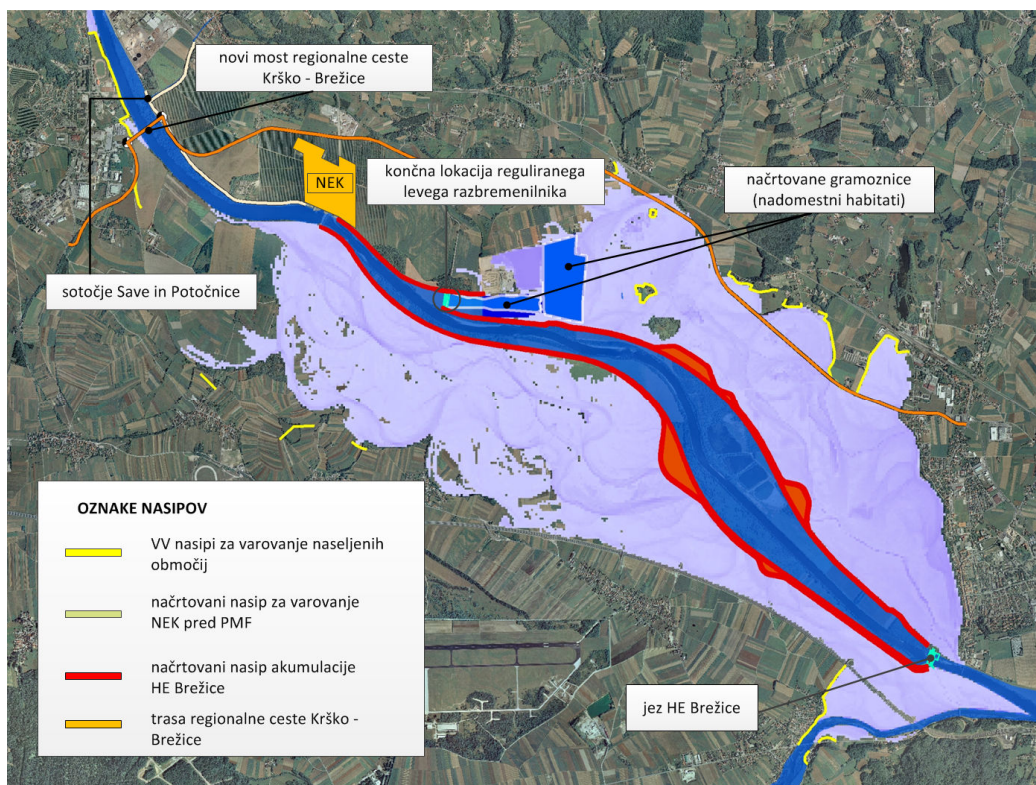 novi most regionalne ceste
Krško - Brežice
NEK
končna lokacija reguliranega
levega razbremenilnika
načrtovane gramoznice
(nadomestni habitati)
sotočje Save in Potočnice
OZNAKE NASIPOV
VV nasipi za varovanje naseljenih
območij
načrtovani nasip za varovanje
NEK pred PMF
načrtovani nasip akumulacije
HE Brežice
trasa regionalne ceste Krško -
Brežice
jez HE Brežice